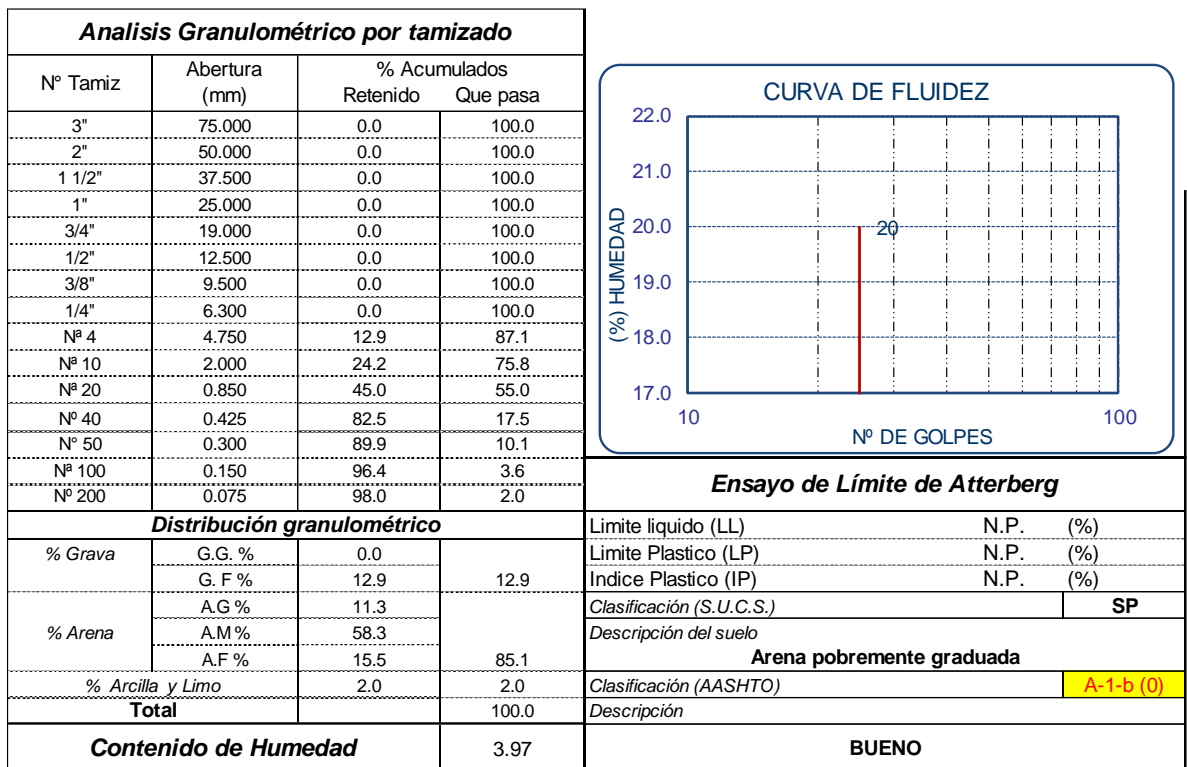 Analisis Granulométrico por tamizado
N° Tamiz Abertura (mm) % Acumulados
Retenido Que pasa
3" 75.000 0.0 100.0
2" 50.000 0.0 100.0
1 1/2" 37.500 0.0 100.0
1" 25.000 0.0 100.0
3/4" 19.000 0.0 100.0
1/2" 12.500 0.0 100.0
3/8" 9.500 0.0 100.0
1/4" 6.300 0.0 100.0
Nª 4 4.750 12.9 87.1
Nª 10 2.000 24.2 75.8
Nª 20 0.850 45.0 55.0
Nº 40 0.425 82.5 17.5
N° 50 0.300 89.9 10.1
Nª 100 0.150 96.4 3.6
Nº 200 0.075 98.0 2.0
Distribución granulométrico
% Grava G.G. % 0.0
G. F % 12.9 12.9
A.G % 11.3
% Arena A.M % 58.3
A.F % 15.5 85.1
% Arcilla y Limo 2.0 2.0
Total 100.0
Contenido de Humedad 3.97
CURVA DE FLUIDEZ
(%) HUMEDAD
22.0
21.0
20.0
19.0
18.0
17.0
20
10 100
Nº DE GOLPES
Ensayo de Límite de Atterberg
Limite liquido (LL) N.P. (%)
Limite Plastico (LP) N.P. (%)
Indice Plastico (IP) N.P. (%)
Clasificación (S.U.C.S.) SP
Descripción del suelo
Arena pobremente graduada
Clasificación (AASHTO) A-1-b (0)
Descripción
BUENO